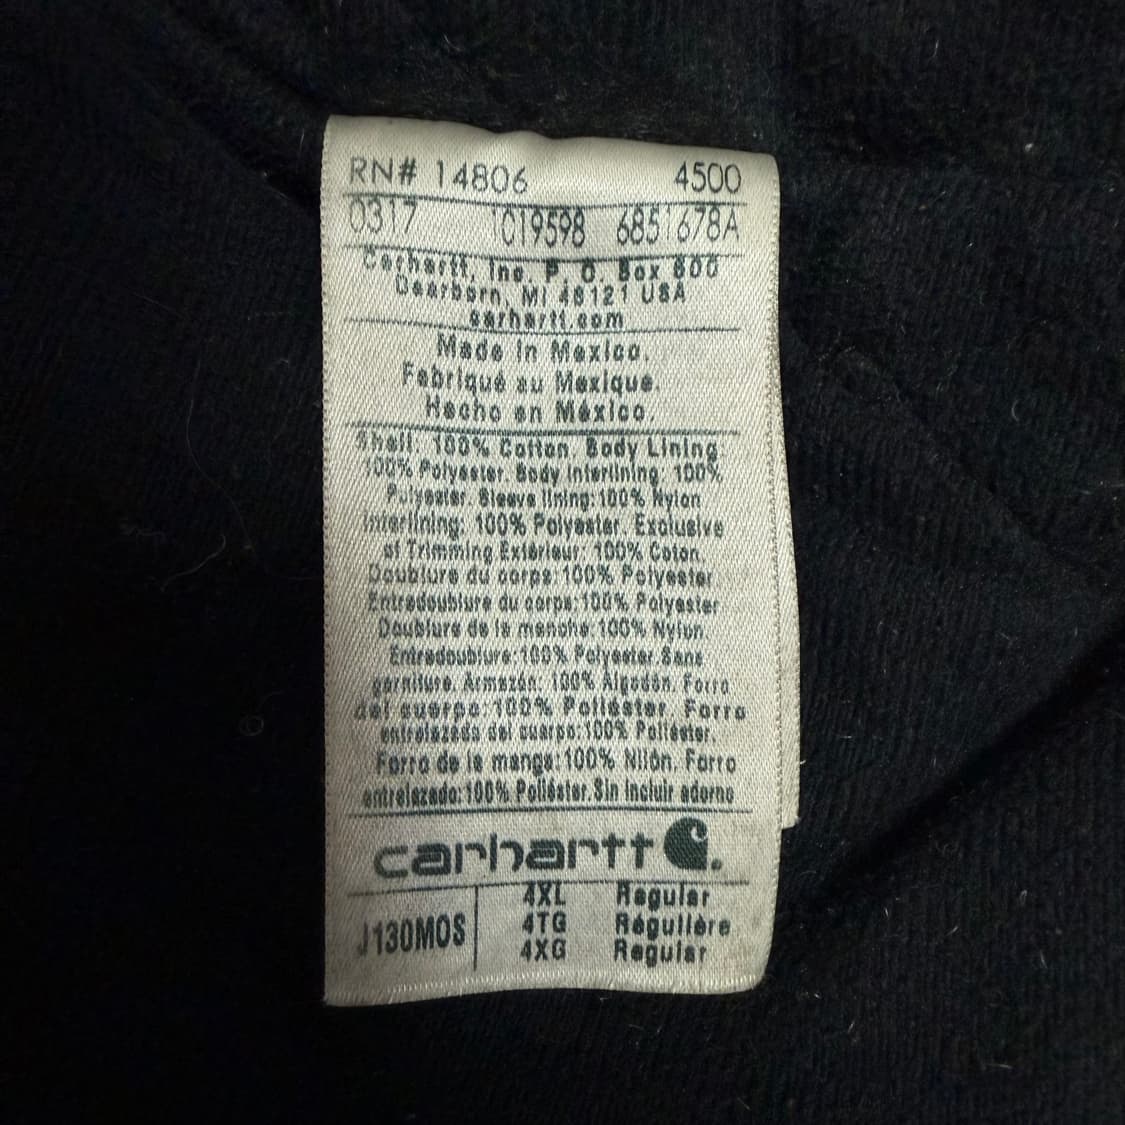 RN# 14806 4500
0317 1019598 6851678A
Carhartt, Inc. P. O. Box 600
Dearborn, MI 48121 USA
carhartt.com
Made in Mexico.
Fabriqué au Mexique.
Hecho en México.
Shell: 100% Cotton. Body Lining
100% Polyester. Body Interlining: 100%
Polyester. Sleeve lining:100% Nylon
Interlining: 100% Polyester. Exclusive
of Trimming Extérieur: 100% Coton.
Doublure du corps:100% Polyester
Entredoublure du corps:100% Polyester
Doublure de la manche:100% Nylon.
Entredoublure:100% Polyester.Sans
garniture. Armazón. 100% Algodón. Forro
del cuerpo:100% Poliéster. Forro
entrelazada del cuerpo:100% Poliéster.
Forro de la manga:100% Nilón. Forro
entrelazado:100% Poliéster.Sin incluir adorno
carhartt
4XL Regular
J130MOS 4TG Régulière
4XG Regular